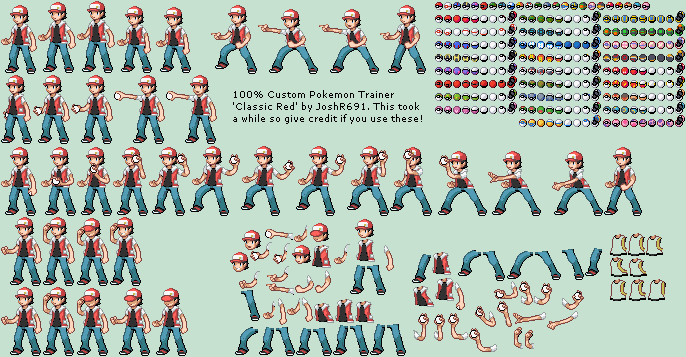 100% Custom Pokemon Trainer
'Classic Red' by JoshR691. This took
a while so give credit if you use these!